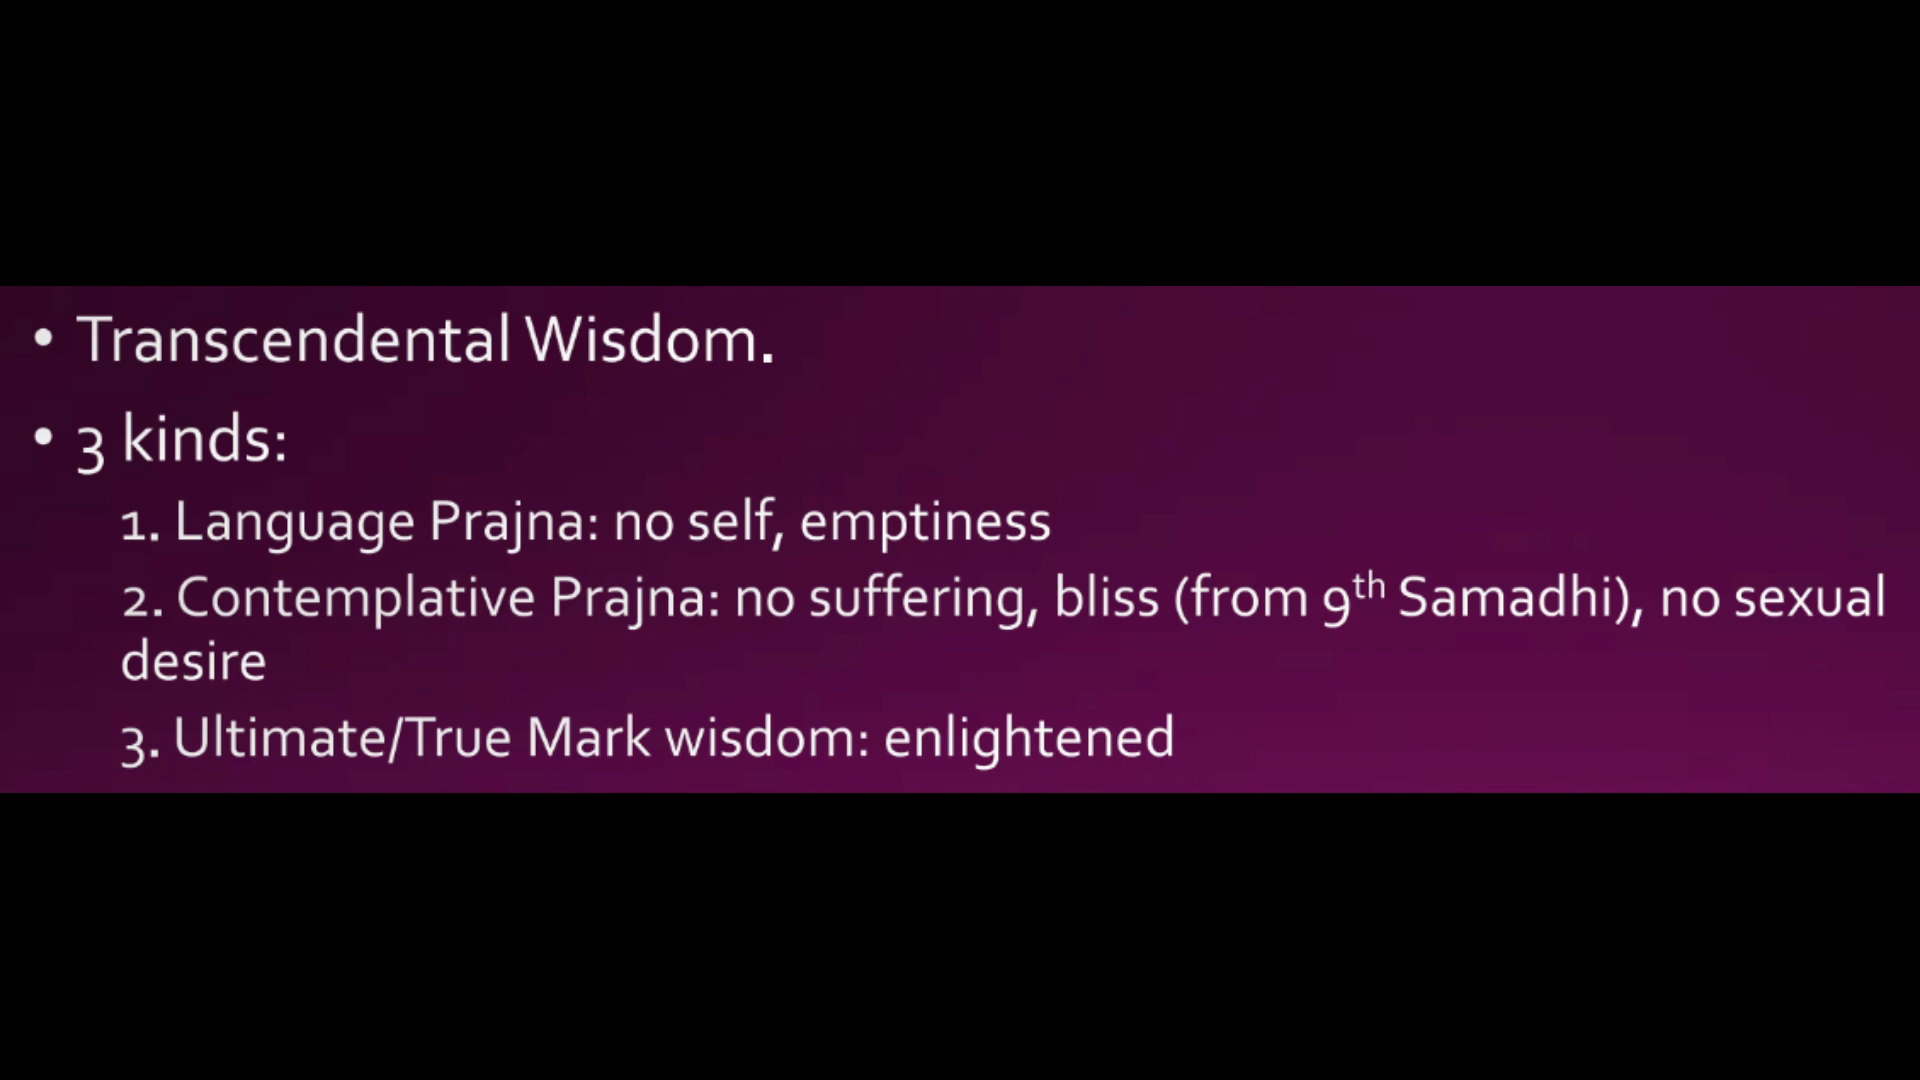 • Transcendental Wisdom.
• 3 kinds:
1. Language Prajna: no self, emptiness
2. Contemplative Prajna: no suffering, bliss (from 9th Samadhi), no sexual
desire
3. Ultimate/True Mark wisdom: enlightened